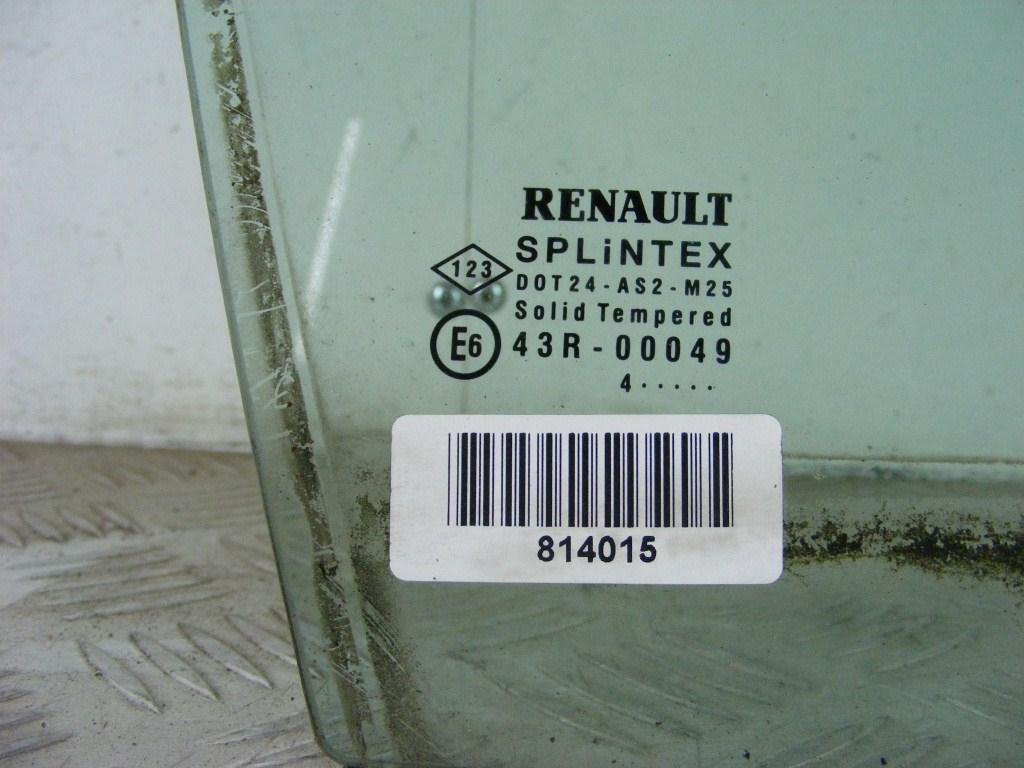 RENAULT
SPLiNTEX
123
DOT24-AS2-M25
Solid Tempered
E6 43R-00049
4.....
814015